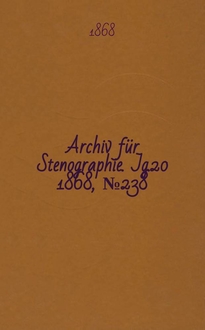 1868
Archiv für
Stenographie. Jg.20
1868, №238